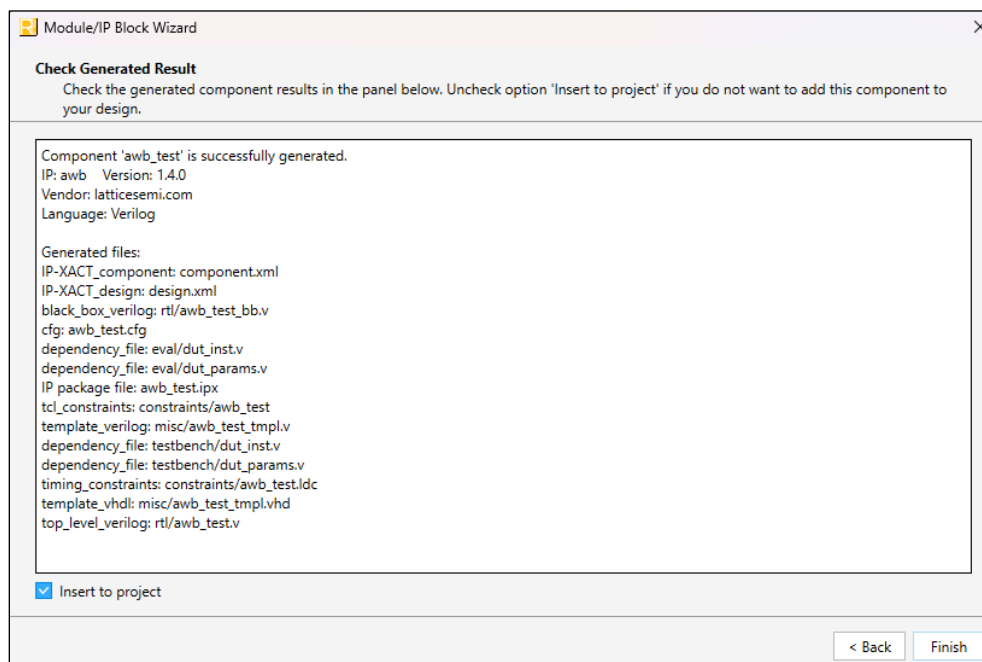 Module/IP Block Wizard
Check Generated Result
Check the generated component results in the panel below. Uncheck option 'Insert to project' if you do not want to add this component to
your design.
Component 'awb_test' is successfully generated.
IP: awb Version: 1.4.0
Vendor: latticesemi.com
Language: Verilog
Generated files:
IP-XACT_component: component.xml
IP-XACT_design: design.xml
black_box_verilog: rtl/awb_test_bb.v
cfg: awb_test.cfg
dependency_file: eval/dut_inst.v
dependency_file: eval/dut_params.v
IP package file: awb_test.ipx
tcl_constraints: constraints/awb_test
template_verilog: misc/awb_test_tmpl.v
dependency_file: testbench/dut_inst.v
dependency_file: testbench/dut_params.v
timing_constraints: constraints/awb_test.ldc
template_vhdl: misc/awb_test_tmpl.vhd
top_level_verilog: rtl/awb_test.v
Insert to project
< Back Finish